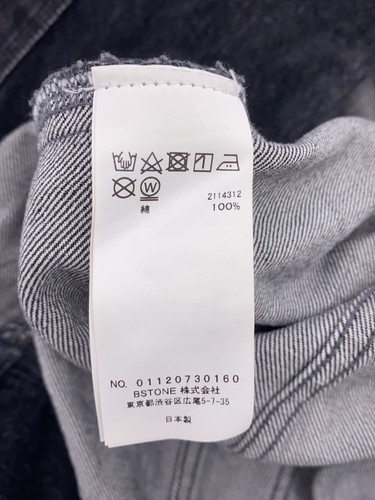 2114312
綿 100%
NO. 01120730160
BSTONE 株式会社
東京都渋谷区広尾5-7-35
日本製